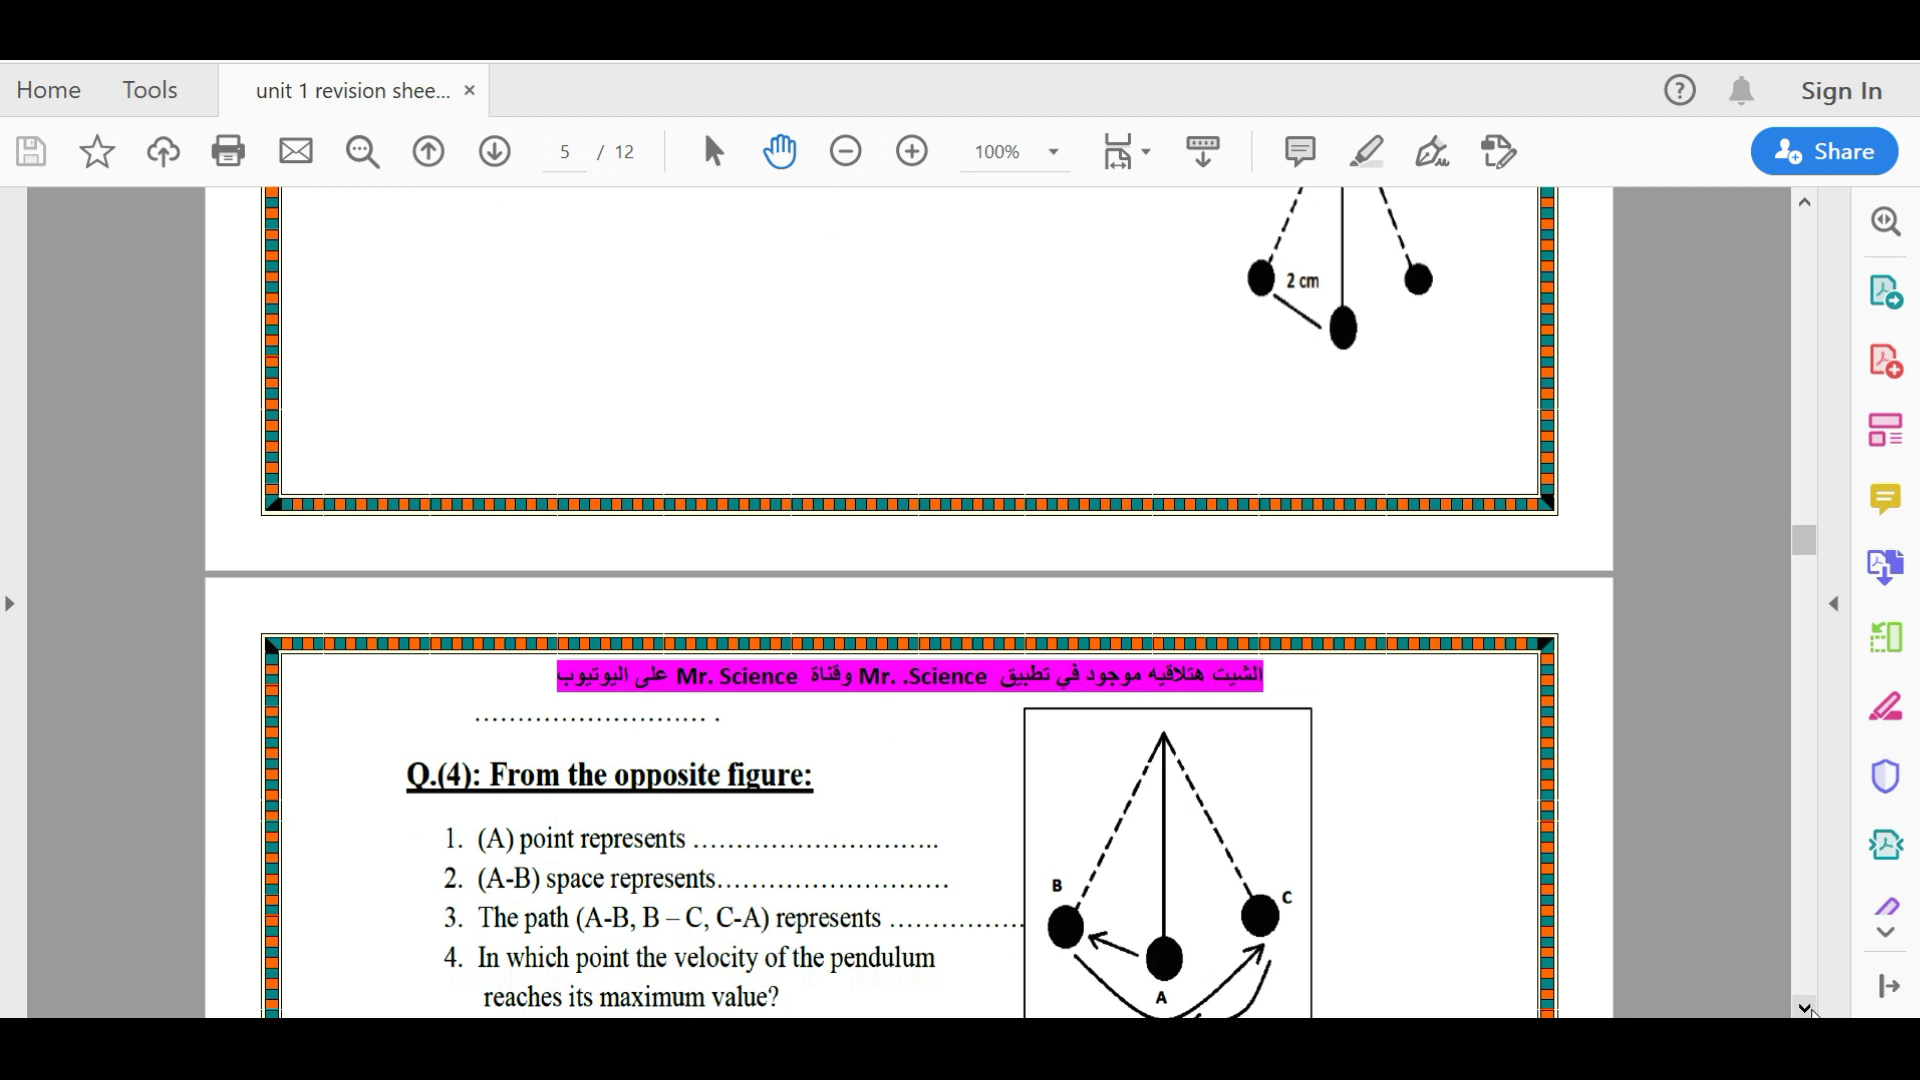 Home
Tools
unit 1 revision shee... ×
Sign In
5 / 12
100%
Share
2 cm
الشيت هتلاقيه موجود في تطبيق Mr. .Science وقناة Mr. Science على اليوتيوب
........................... .
Q.(4): From the opposite figure:
1. (A) point represents ..............................
2. (A-B) space represents............................
3. The path (A-B, B – C, C-A) represents ................
4. In which point the velocity of the pendulum
reaches its maximum value?
B
C
A